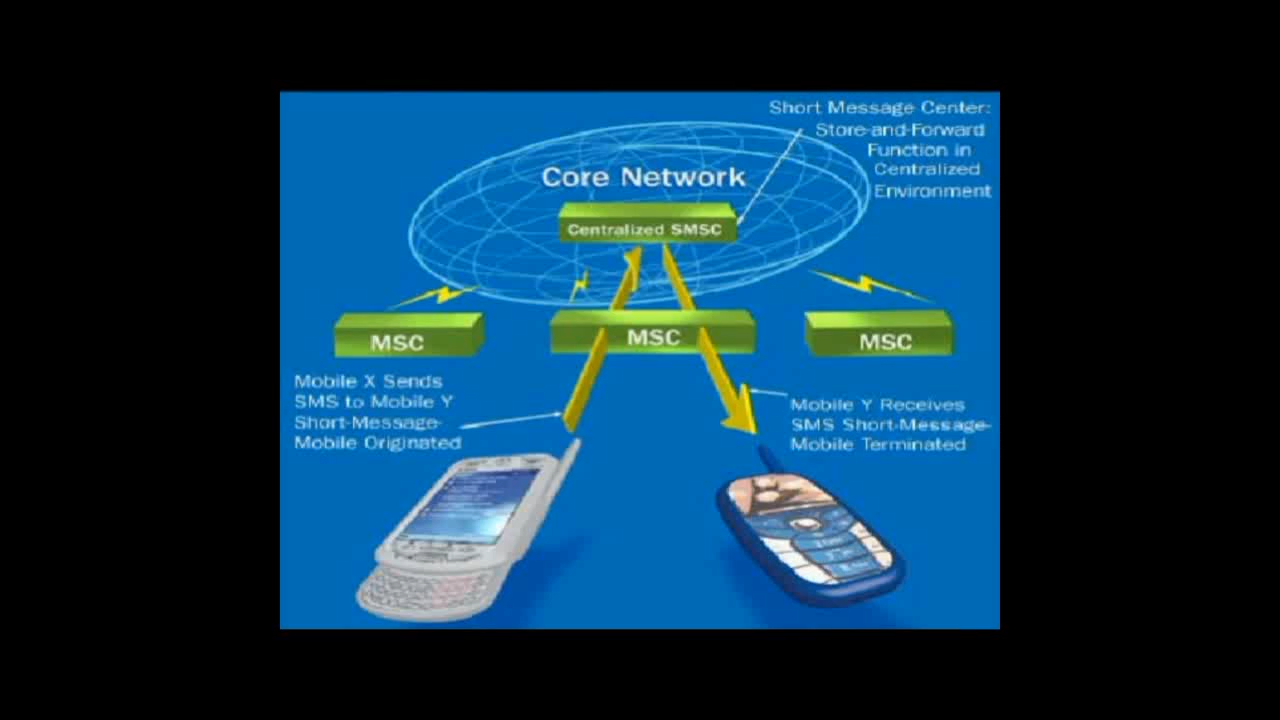 Short Message Center:
Store-and-Forward
Function in
Centralized
Environment
Core Network
Centralized SMSC
MSC
MSC
MSC
Mobile X Sends
SMS to Mobile Y
Short-Message-
Mobile Originated
Mobile Y Receives
SMS Short-Message-
Mobile Terminated